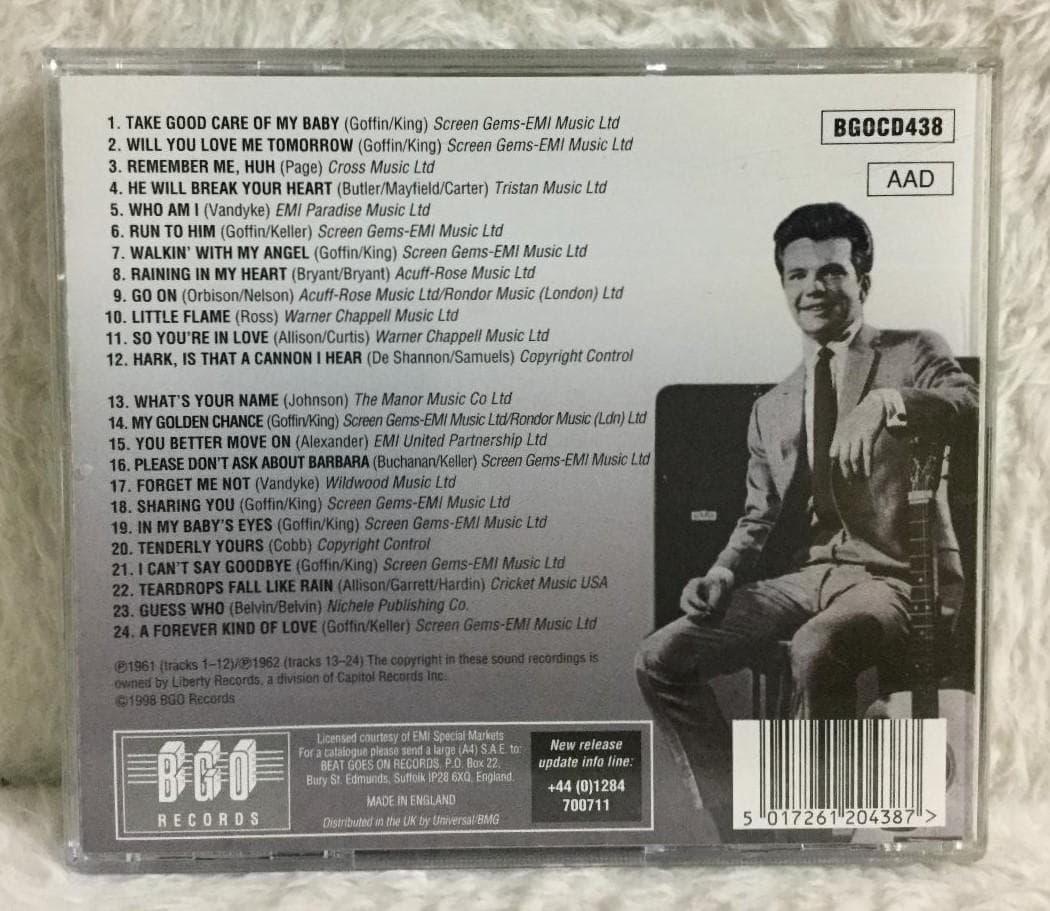 1. TAKE GOOD CARE OF MY BABY (Goffin/King) Screen Gems-EMI Music Ltd
2. WILL YOU LOVE ME TOMORROW (Goffin/King) Screen Gems-EMI Music Ltd
3. REMEMBER ME, HUH (Page) Cross Music Ltd
4. HE WILL BREAK YOUR HEART (Butler/Mayfield/Carter) Tristan Music Ltd
5. WHO AM I (Vandyke) EMI Paradise Music Ltd
6. RUN TO HIM (Goffin/Keller) Screen Gems-EMI Music Ltd
7. WALKIN' WITH MY ANGEL (Goffin/King) Screen Gems-EMI Music Ltd
8. RAINING IN MY HEART (Bryant/Bryant) Acuff-Rose Music Ltd
9. GO ON (Orbison/Nelson) Acuff-Rose Music Ltd/Rondor Music (London) Ltd
10. LITTLE FLAME (Ross) Warner Chappell Music Ltd
11. SO YOU'RE IN LOVE (Allison/Curtis) Warner Chappell Music Ltd
12. HARK, IS THAT A CANNON I HEAR (De Shannon/Samuels) Copyright Control
13. WHAT'S YOUR NAME (Johnson) The Manor Music Co Ltd
14. MY GOLDEN CHANCE (Goffin/King) Screen Gems-EMI Music Ltd/Rondor Music (Ldn) Ltd
15. YOU BETTER MOVE ON (Alexander) EMI United Partnership Ltd
16. PLEASE DON'T ASK ABOUT BARBARA (Buchanan/Keller) Screen Gems-EMI Music Ltd
17. FORGET ME NOT (Vandyke) Wildwood Music Ltd
18. SHARING YOU (Goffin/King) Screen Gems-EMI Music Ltd
19. IN MY BABY'S EYES (Goffin/King) Screen Gems-EMI Music Ltd
20. TENDERLY YOURS (Cobb) Copyright Control
21. I CAN'T SAY GOODBYE (Goffin/King) Screen Gems-EMI Music Ltd
22. TEARDROPS FALL LIKE RAIN (Allison/Garrett/Hardin) Cricket Music USA
23. GUESS WHO (Belvin/Belvin) Nichele Publishing Co.
24. A FOREVER KIND OF LOVE (Goffin/Keller) Screen Gems-EMI Music Ltd
BGOCD438
AAD
℗1961 (tracks 1–12)/℗1962 (tracks 13–24) The copyright in these sound recordings is
owned by Liberty Records, a division of Capitol Records Inc.
©1998 BGO Records
BGO
RECORDS
Licensed courtesy of EMI Special Markets
For a catalogue please send a large (A4) S.A.E. to:
BEAT GOES ON RECORDS, P.O. Box 22,
Bury St. Edmunds, Suffolk IP28 6XQ, England.
MADE IN ENGLAND
Distributed in the UK by Universal/BMG
New release
update info line:
+44 (0)1284
700711
5 017261 204387 >